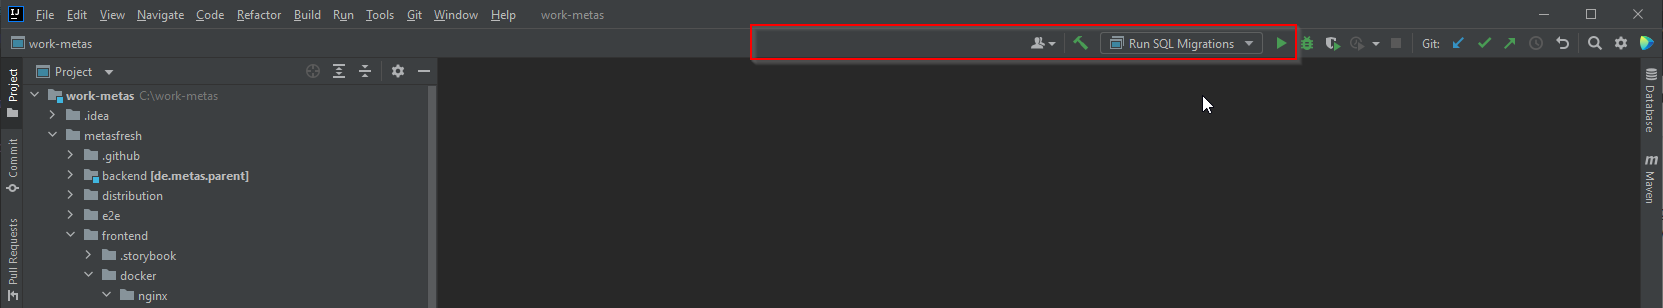 IJ File Edit View Navigate Code Refactor Build Run Tools Git Window Help work-metas
work-metas Run SQL Migrations Git:
Project
work-metas C:\work-metas
.idea
metasfresh
.github
backend [de.metas.parent]
distribution
e2e
frontend
.storybook
docker
nginx
Project
Commit
Pull Requests
Database
m Maven